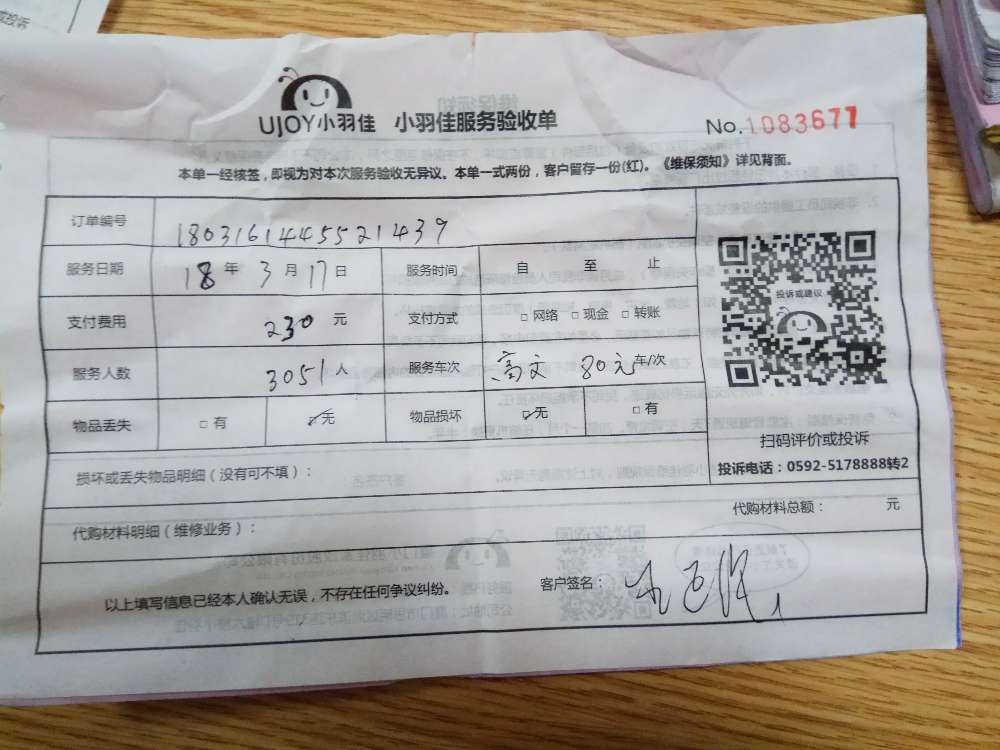 或投诉
UJOY小羽佳 小羽佳服务验收单
No.1083677
本单一经核签，即视为对本次服务验收无异议。本单一式两份，客户留存一份(红)。《维保须知》详见背面。
订单编号 1803161445521439
服务日期 18 年 3 月 17 日 服务时间 自 至 止
支付费用 230 元 支付方式 □ 网络 □ 现金 □ 转账
服务人数 3051 人 服务车次 高文 80元 车/次
物品丢失 □ 有 ☑ 无 物品损坏 ☑ 无 □ 有
投诉或建议
扫码评价或投诉
投诉电话：0592-5178888转2
损坏或丢失物品明细（没有可不填）：
代购材料明细（维修业务）： 代购材料总额： 元
以上填写信息已经本人确认无误，不存在任何争议纠纷。 客户签名：